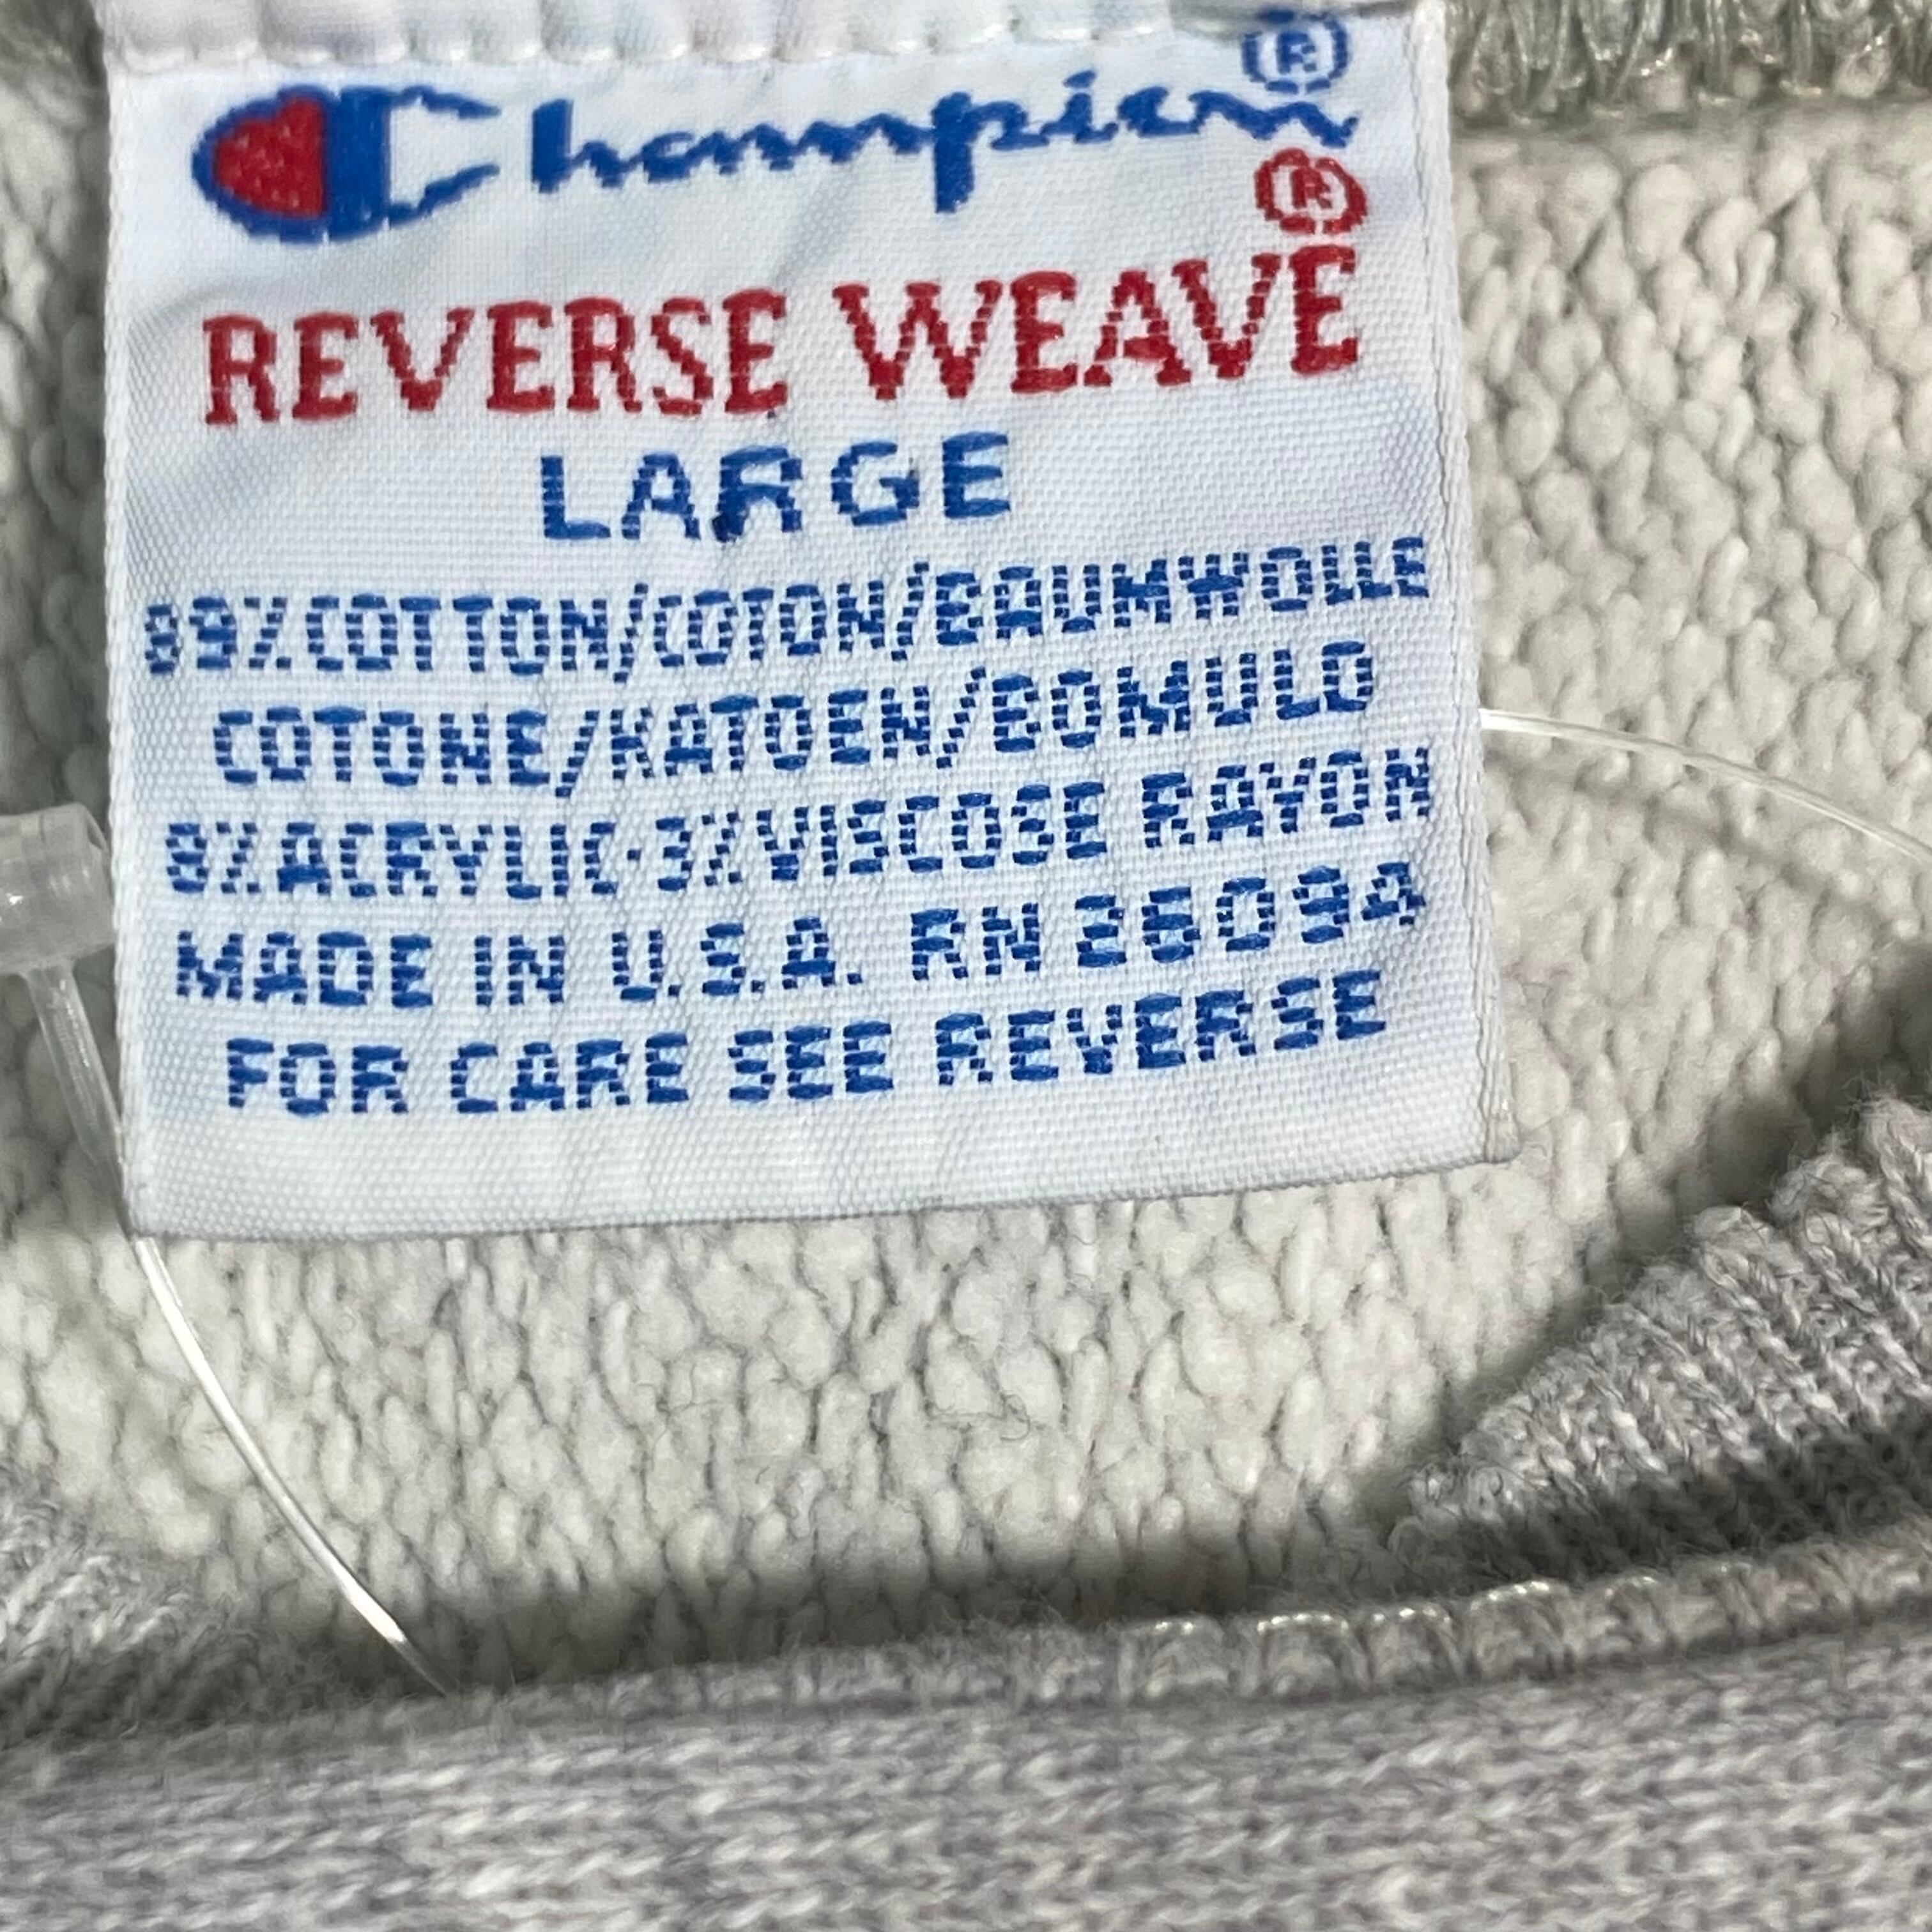 Champion®
REVERSE WEAVE®
LARGE
89% COTTON/COTON/BAUMWOLLE
COTONE/KATOEN/BOMULD
8% ACRYLIC·3% VISCOSE RAYON
MADE IN U.S.A. RN 26094
FOR CARE SEE REVERSE